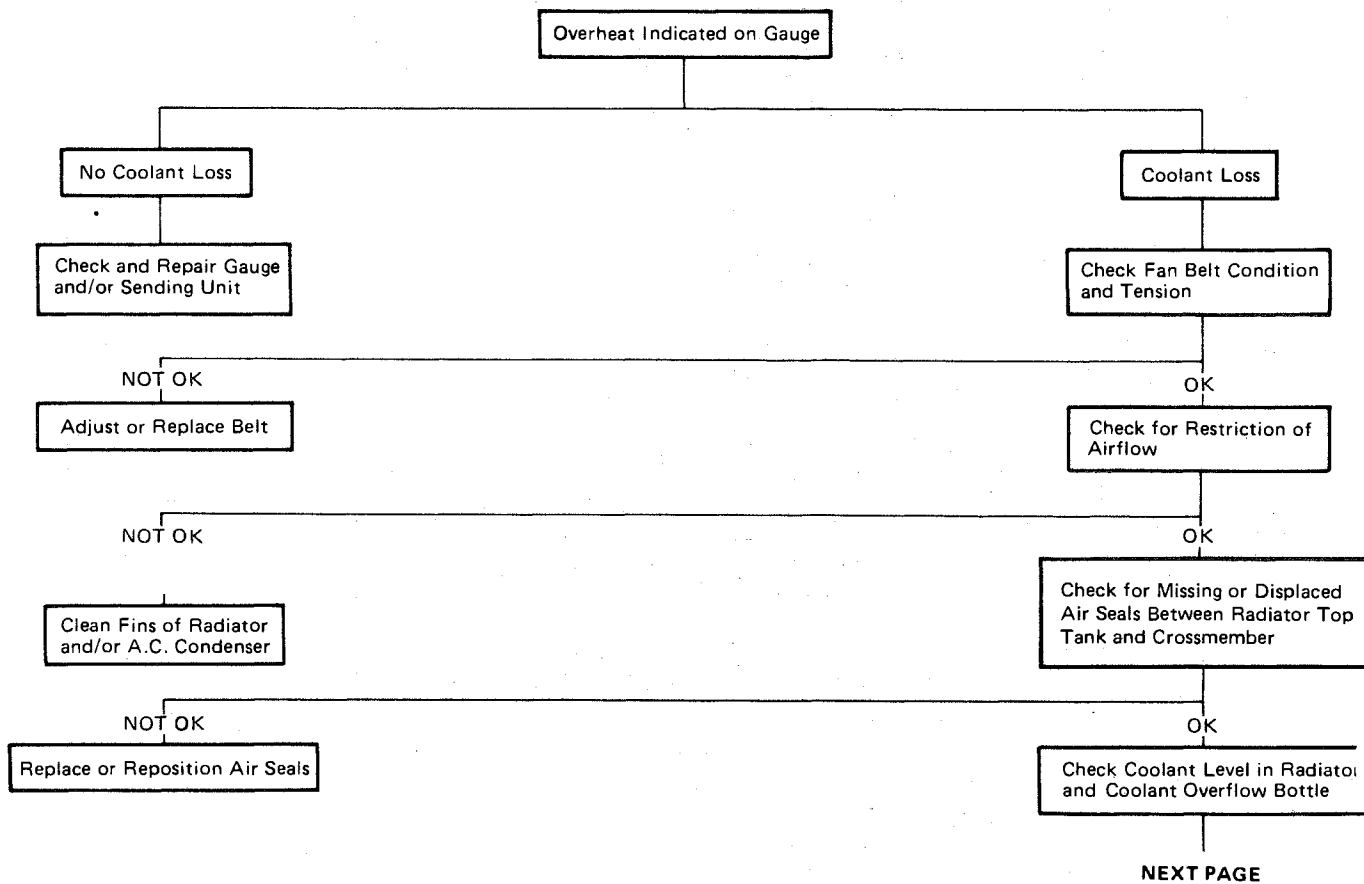 Overheat Indicated on Gauge
No Coolant Loss
Coolant Loss
Check and Repair Gauge
and/or Sending Unit
Check Fan Belt Condition
and Tension
NOT OK
OK
Adjust or Replace Belt
Check for Restriction of
Airflow
NOT OK
OK
Clean Fins of Radiator
and/or A.C. Condenser
Check for Missing or Displaced
Air Seals Between Radiator Top
Tank and Crossmember
NOT OK
OK
Replace or Reposition Air Seals
Check Coolant Level in Radiator
and Coolant Overflow Bottle
NEXT PAGE